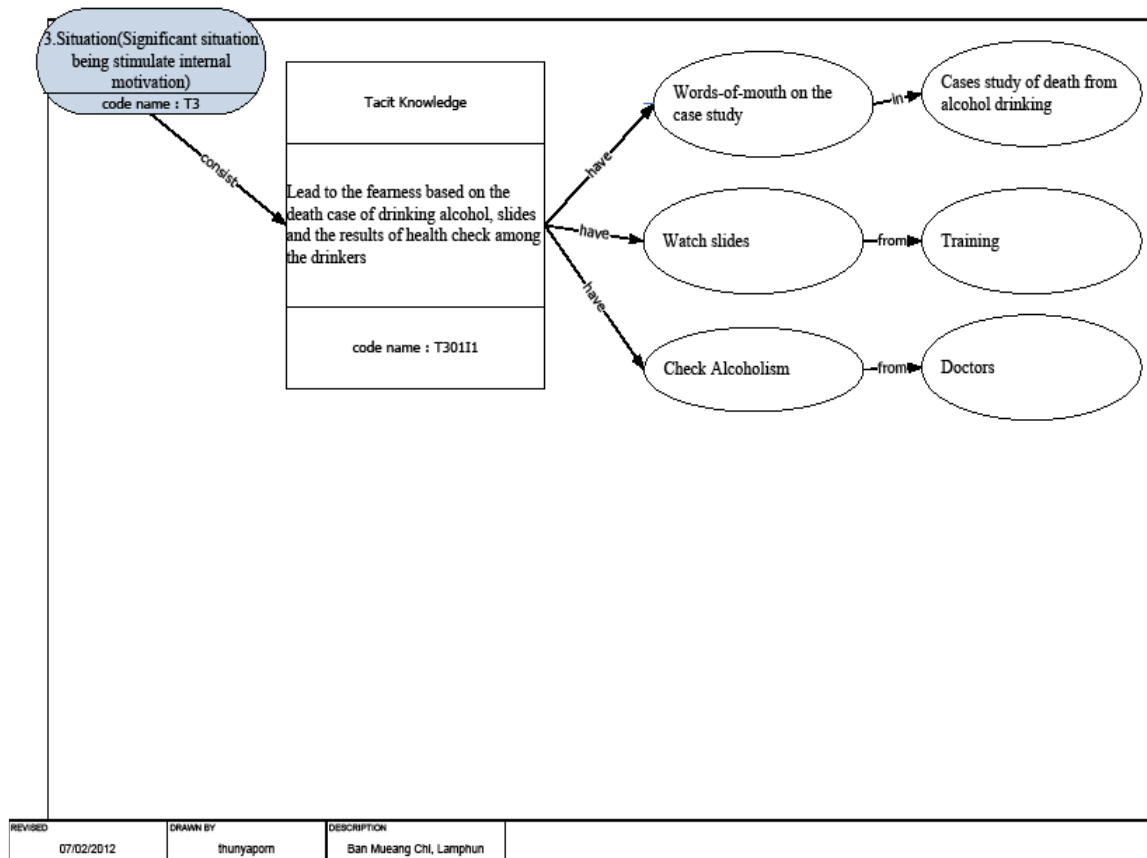 3.Situation(Significant situation
being stimulate internal
motivation)
code name : T3
consist
Tacit Knowledge
Lead to the fearness based on the
death case of drinking alcohol, slides
and the results of health check among
the drinkers
code name : T301I1
have
Words-of-mouth on the
case study
in
Cases study of death from
alcohol drinking
have
Watch slides
from
Training
have
Check Alcoholism
from
Doctors
REVISED
07/02/2012
DRAWN BY
thunyaporn
DESCRIPTION
Ban Mueang Chi, Lamphun